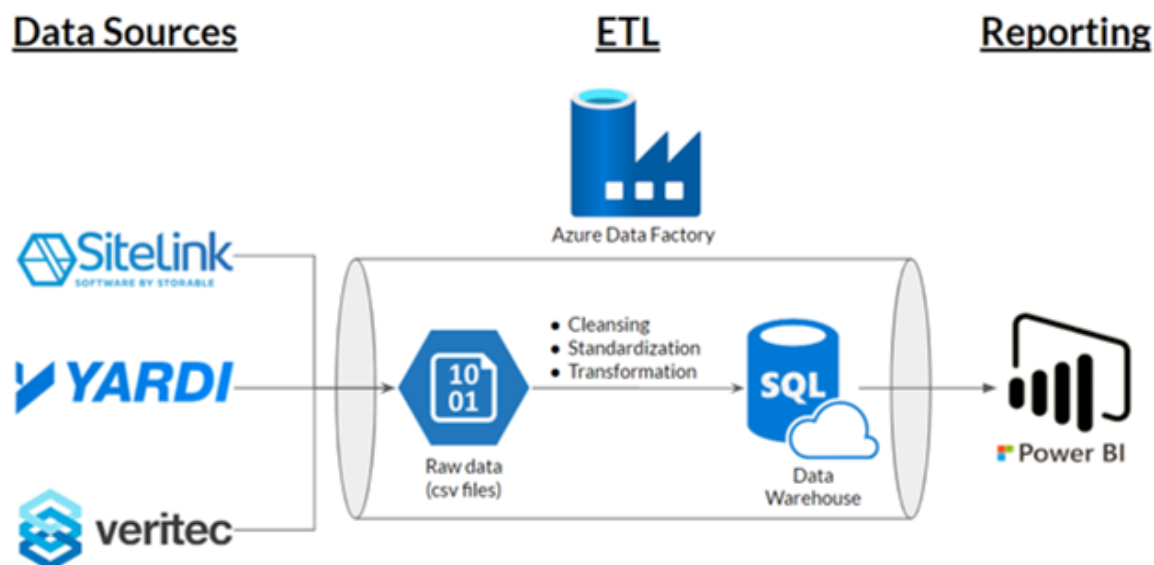 Data Sources
ETL
Reporting
Azure Data Factory
SiteLink
SOFTWARE BY STORABLE
YARDI
veritec
10
01
Raw data
(csv files)
• Cleansing
• Standardization
• Transformation
SQL
Data
Warehouse
Power BI